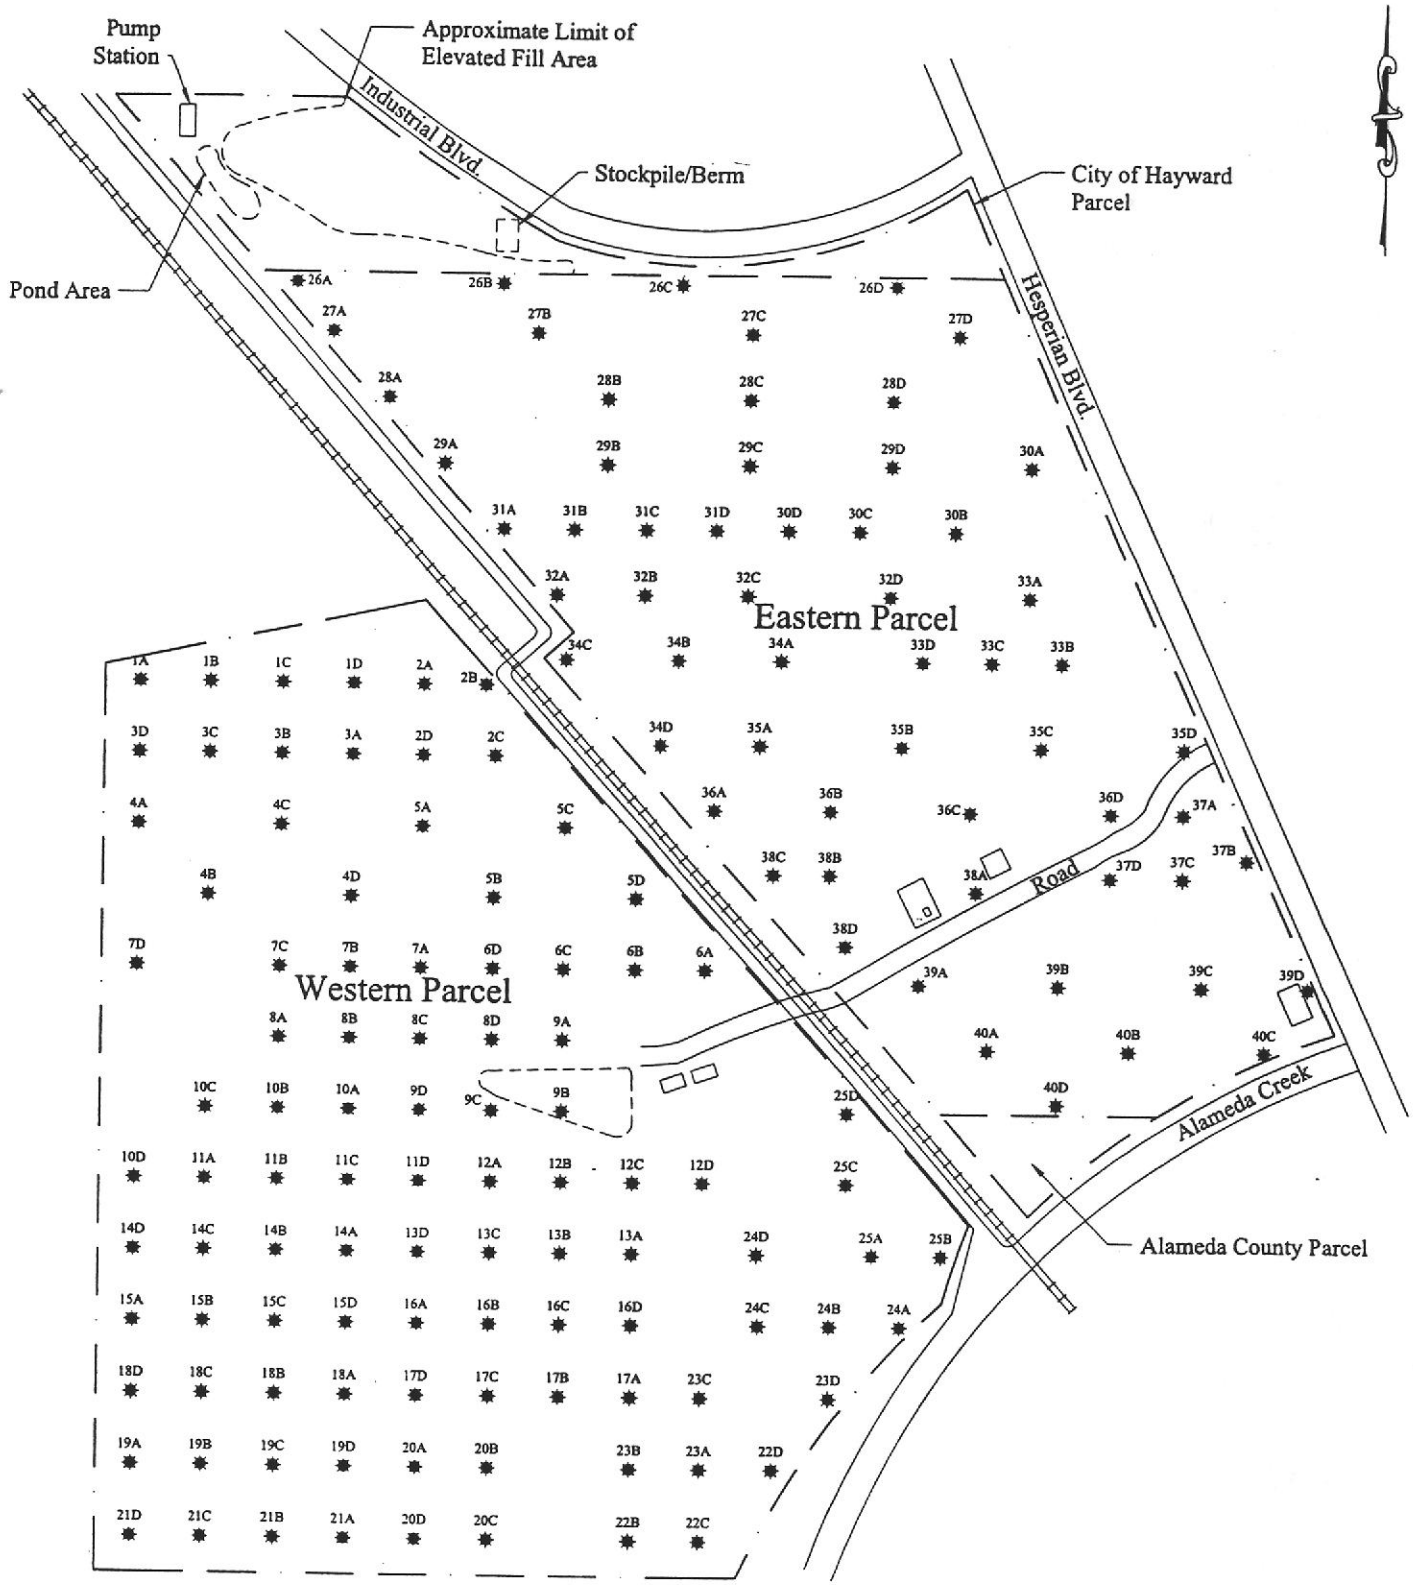 Pump
Station
Approximate Limit of
Elevated Fill Area
Industrial Blvd.
Stockpile/Berm
City of Hayward
Parcel
Pond Area
26A 26B 26C 26D
27A 27B 27C 27D
Hesperian Blvd.
28A 28B 28C 28D
29A 29B 29C 29D 30A
31A 31B 31C 31D 30D 30C 30B
32A 32B 32C 32D 33A
Eastern Parcel
34C 34B 34A 33D 33C 33B
1A 1B 1C 1D 2A 2B
3D 3C 3B 3A 2D 2C 34D 35A 35B 35C 35D
4A 4C 5A 5C 36A 36B 36C 36D 37A
4B 4D 5B 5D 38C 38B 38A Road 37D 37C 37B
7D 7C 7B 7A 6D 6C 6B 6A 38D
39A 39B 39C 39D
Western Parcel
8A 8B 8C 8D 9A 40A 40B 40C
10C 10B 10A 9D 9C 9B 25D 40D
Alameda Creek
10D 11A 11B 11C 11D 12A 12B 12C 12D 25C
14D 14C 14B 14A 13D 13C 13B 13A 24D 25A 25B
Alameda County Parcel
15A 15B 15C 15D 16A 16B 16C 16D 24C 24B 24A
18D 18C 18B 18A 17D 17C 17B 17A 23C 23D
19A 19B 19C 19D 20A 20B 23B 23A 22D
21D 21C 21B 21A 20D 20C 22B 22C